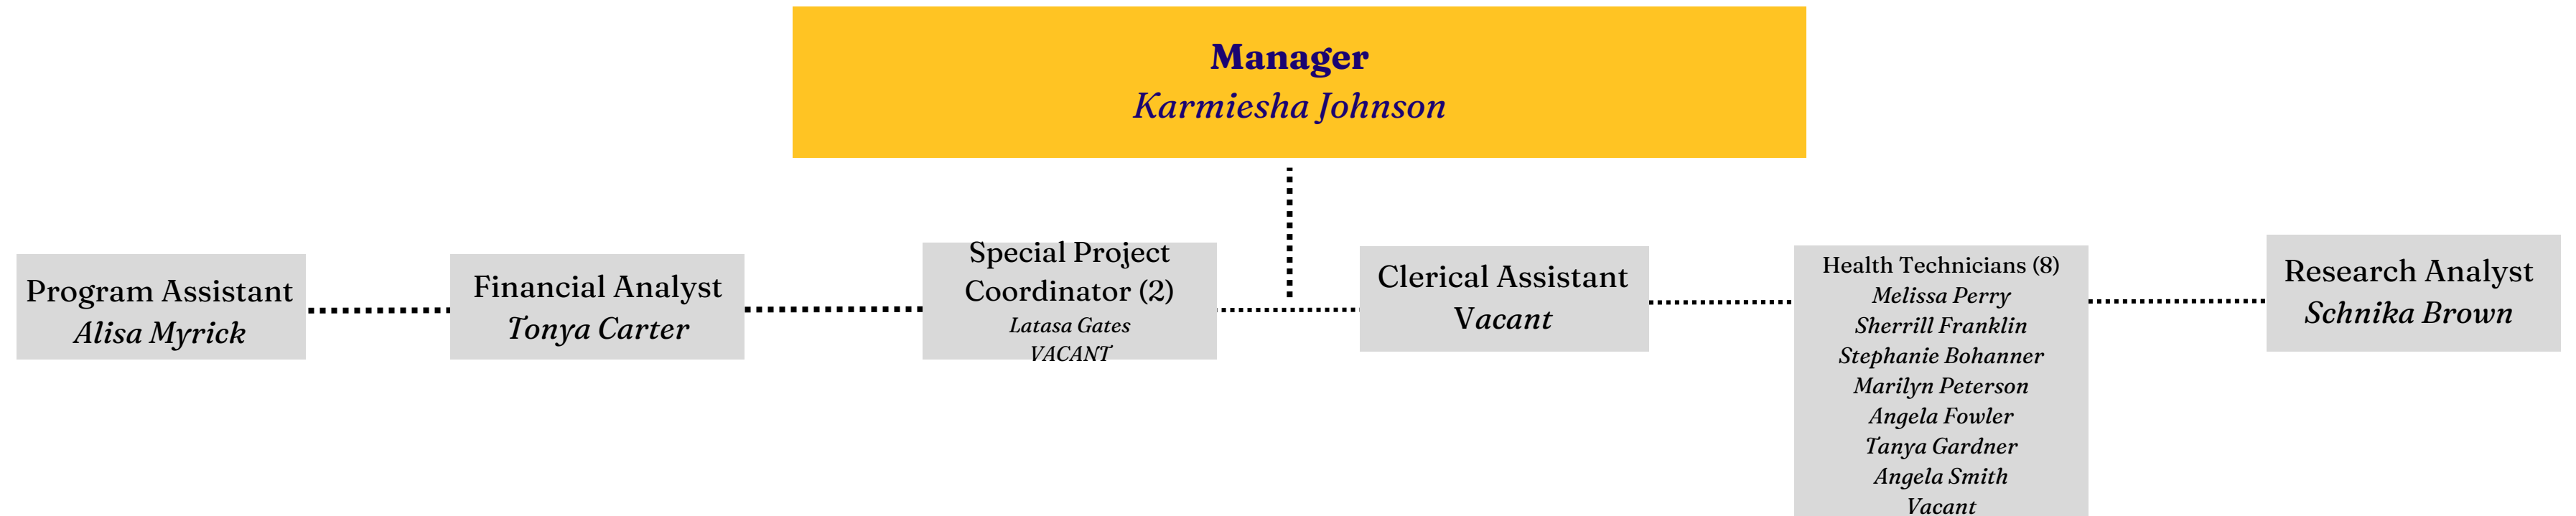 Manager
Karmiesha Johnson
Program Assistant
Alisa Myrick
Financial Analyst
Tonya Carter
Special Project
Coordinator (2)
Latasa Gates
VACANT
Clerical Assistant
Vacant
Health Technicians (8)
Melissa Perry
Sherrill Franklin
Stephanie Bohanner
Marilyn Peterson
Angela Fowler
Tanya Gardner
Angela Smith
Vacant
Research Analyst
Schnika Brown